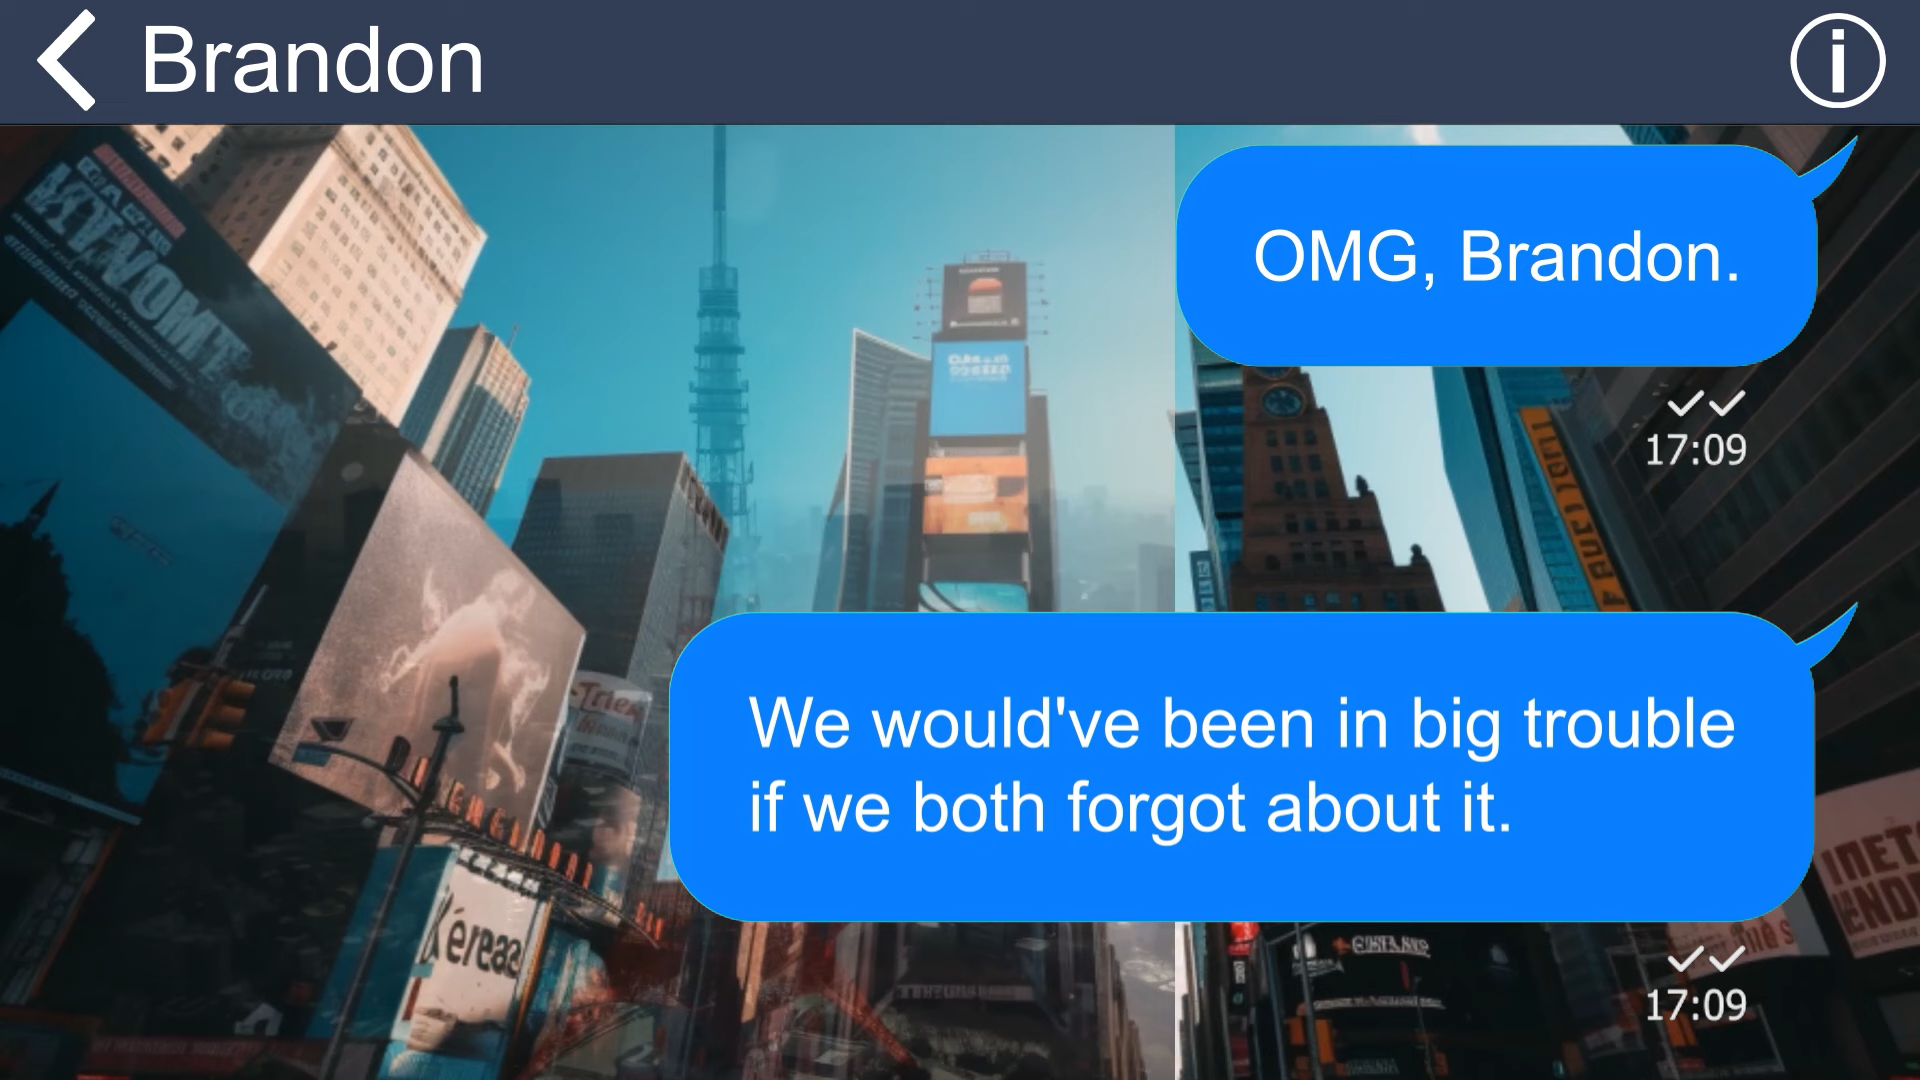 Brandon
OMG, Brandon.
17:09
We would've been in big trouble
if we both forgot about it.
17:09